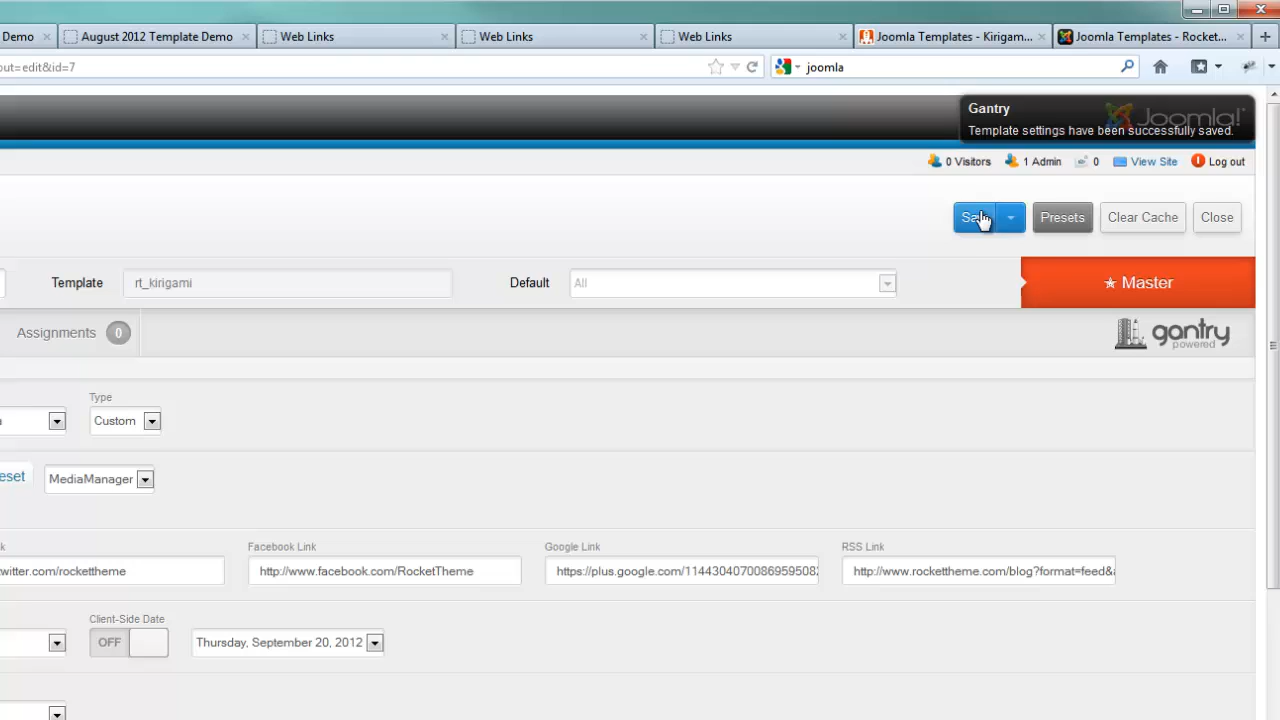 Demo
August 2012 Template Demo
Web Links
Web Links
Web Links
Joomla Templates - Kirigam...
Joomla Templates - Rocket...
out=edit&id=7
joomla
Gantry
Joomla!
Template settings have been successfully saved.
0 Visitors
1 Admin
0
View Site
Log out
Presets
Clear Cache
Close
Template
rt_kirigami
Default
All
Master
Assignments
0
gantry
powered
Type
Custom
eset
MediaManager
k
Facebook Link
Google Link
RSS Link
witter.com/rockettheme
http://www.facebook.com/RocketTheme
https://plus.google.com/114430407008695950828
http://www.rockettheme.com/blog?format=feed&a
Client-Side Date
OFF
Thursday, September 20, 2012